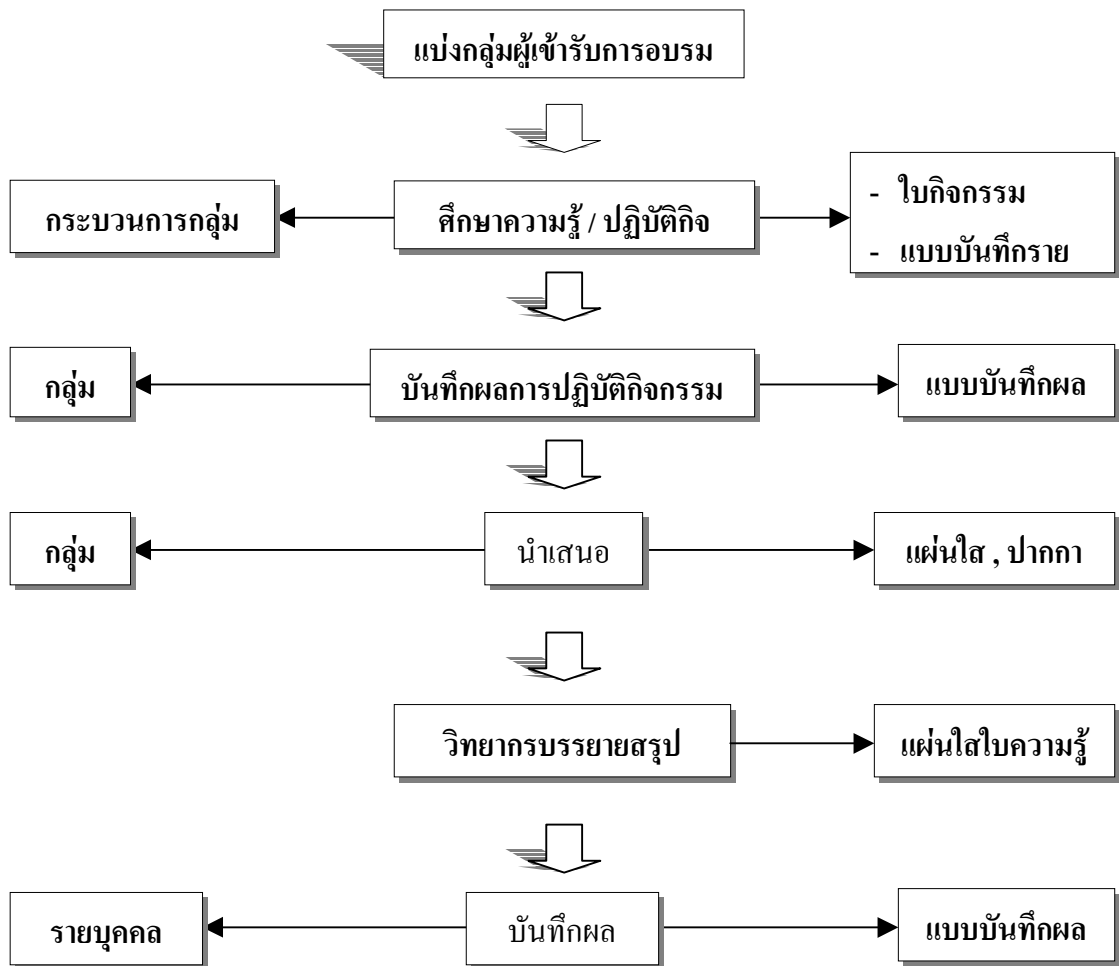 แบ่งกลุ่มผู้เข้ารับการอบรม
กระบวนการกลุ่ม
ศึกษาความรู้ / ปฏิบัติกิจ
- ใบกิจกรรม
- แบบบันทึกราย
กลุ่ม
บันทึกผลการปฏิบัติกิจกรรม
แบบบันทึกผล
กลุ่ม
นำเสนอ
แผ่นใส , ปากกา
วิทยากรบรรยายสรุป
แผ่นใสใบความรู้
รายบุคคล
บันทึกผล
แบบบันทึกผล